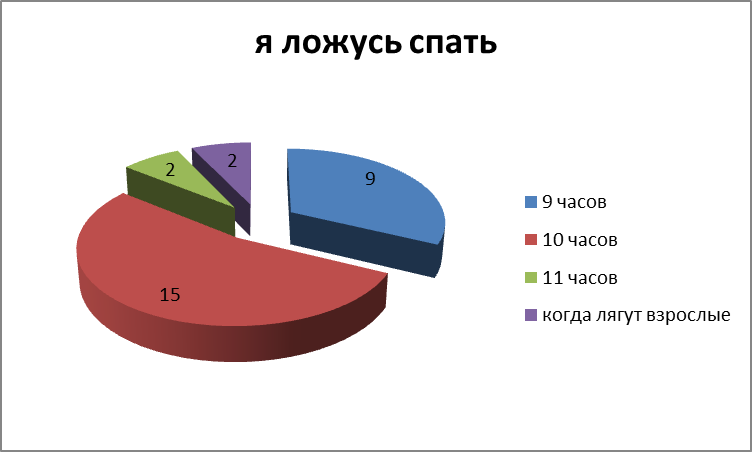 я ложусь спать
2
2
9
15
9 часов
10 часов
11 часов
когда лягут взрослые